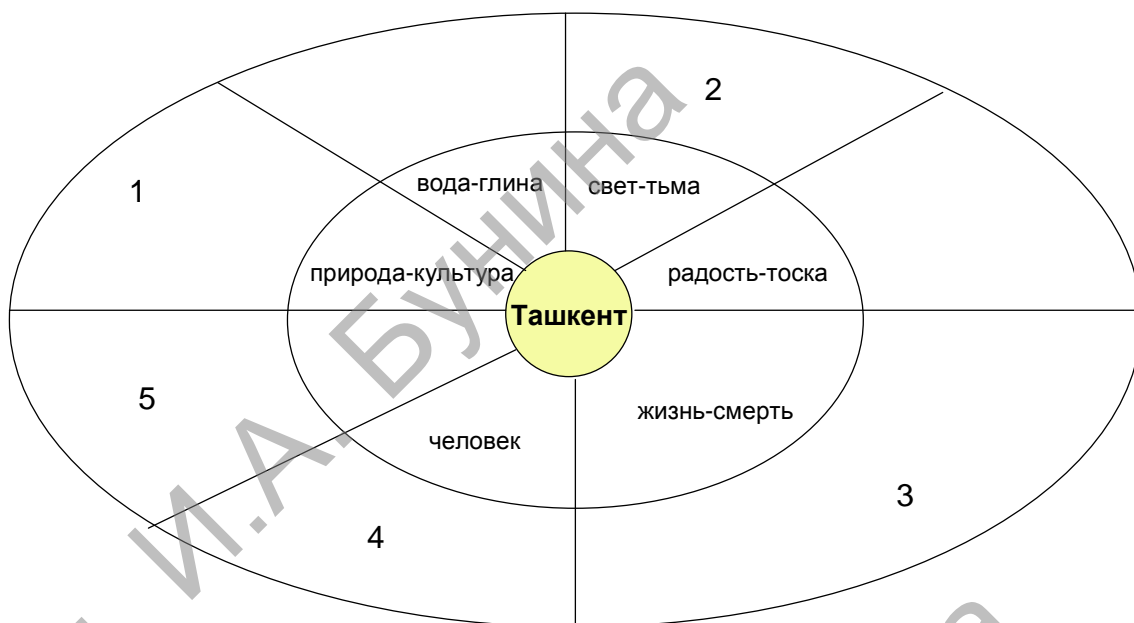 2
1
вода-глина
свет-тьма
природа-культура
радость-тоска
Ташкент
5
жизнь-смерть
человек
3
4
И.А. Бунина